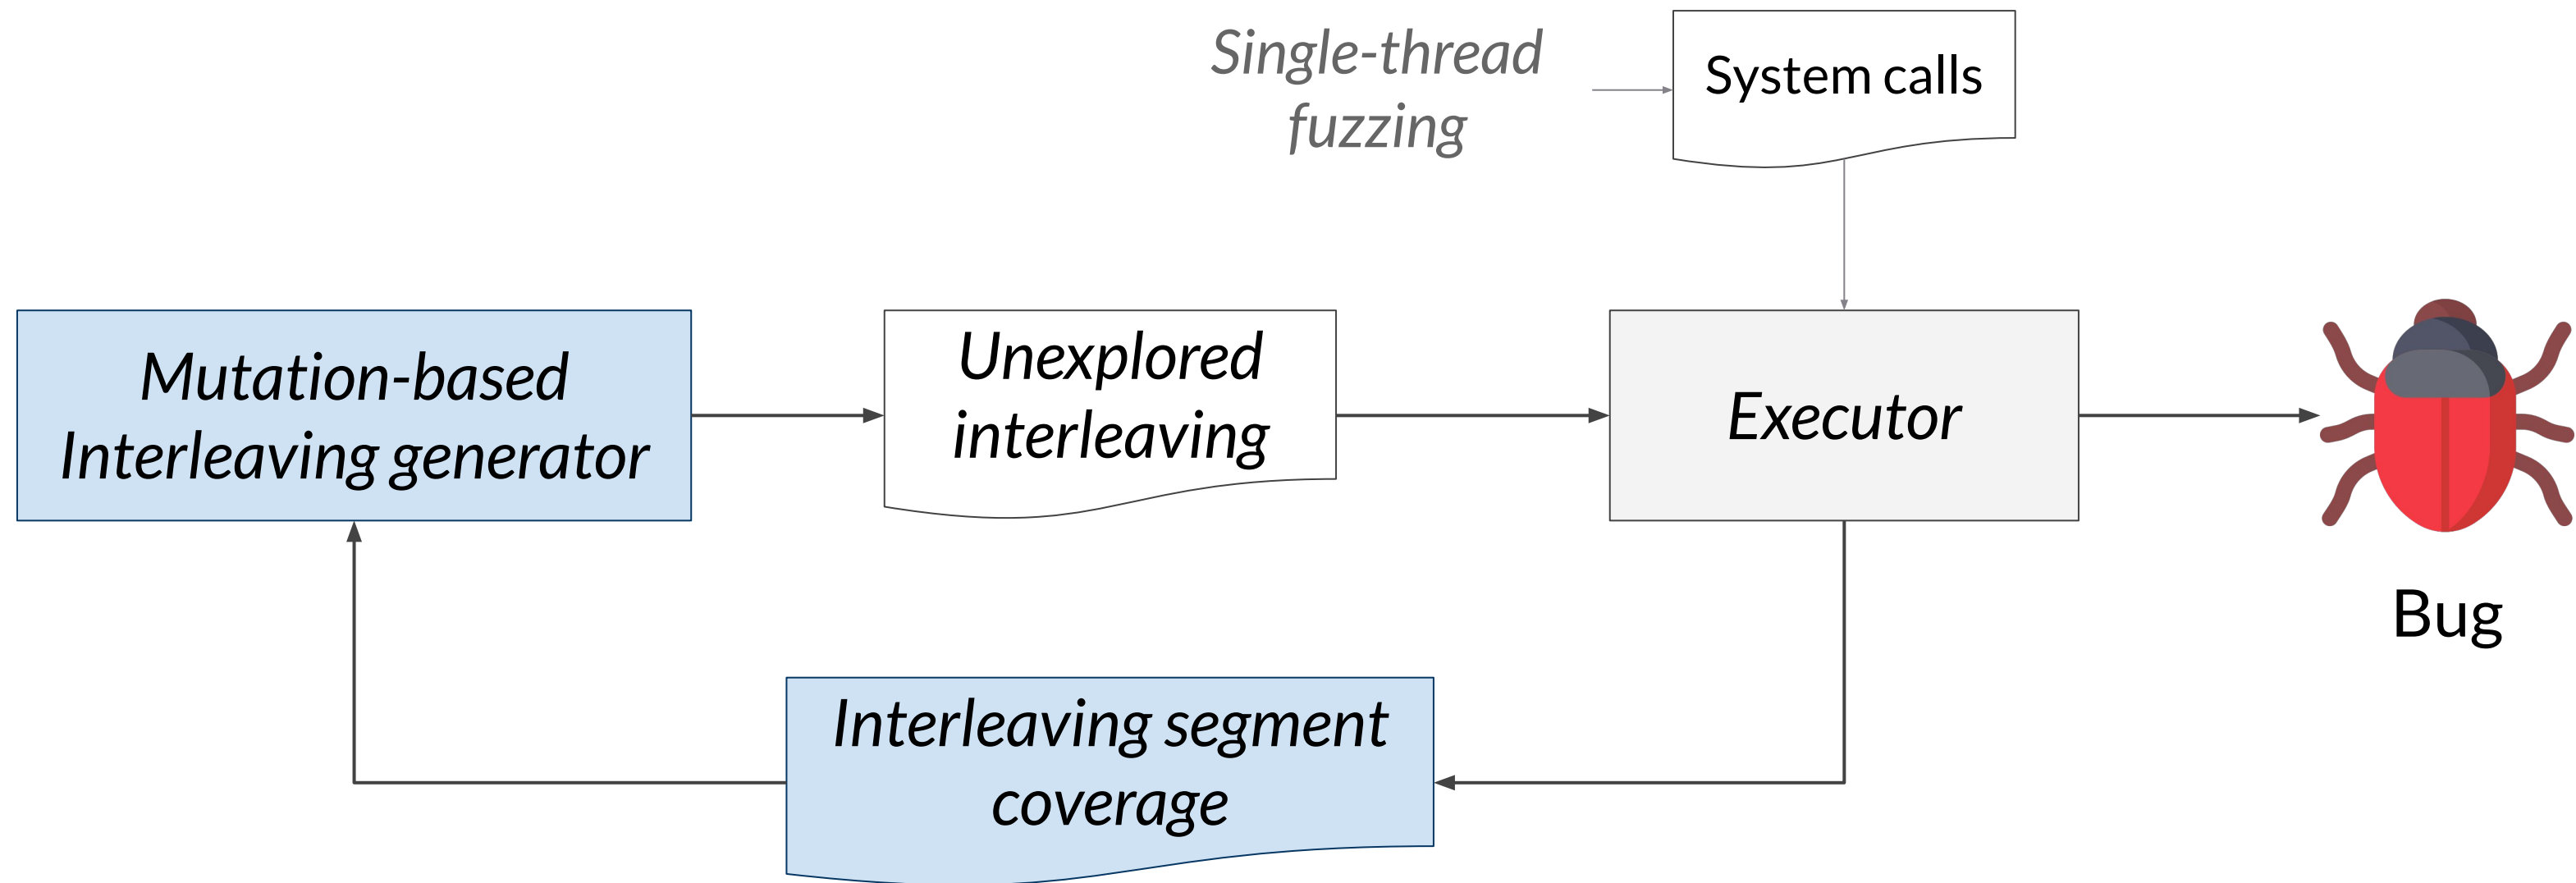 Single-thread
fuzzing
System calls
Mutation-based
Interleaving generator
Unexplored
interleaving
Executor
Bug
Interleaving segment
coverage